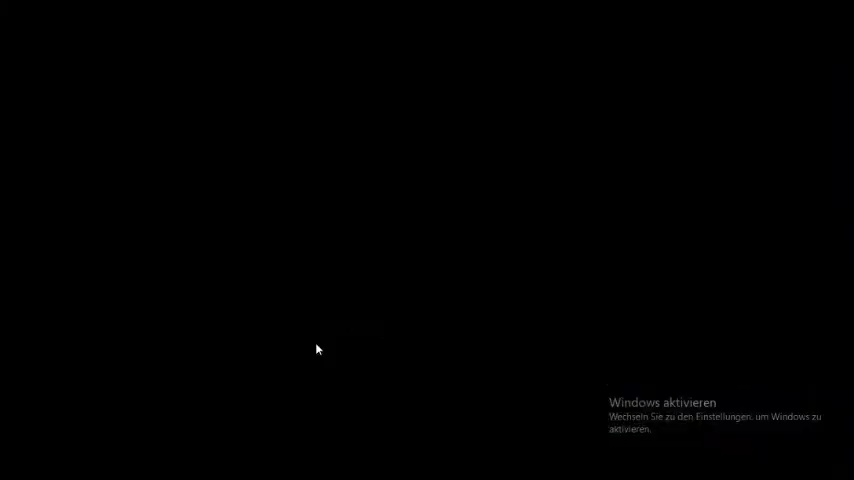 Windows aktivieren
Wechseln Sie zu den Einstellungen, um Windows zu
aktivieren.